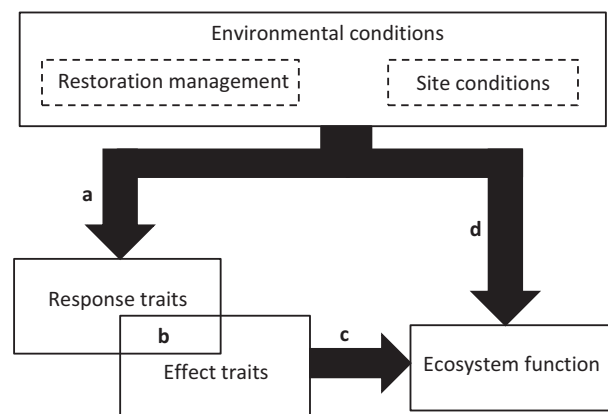 Environmental conditions
Restoration management
Site conditions
a
d
Response traits
b
c
Effect traits
Ecosystem function